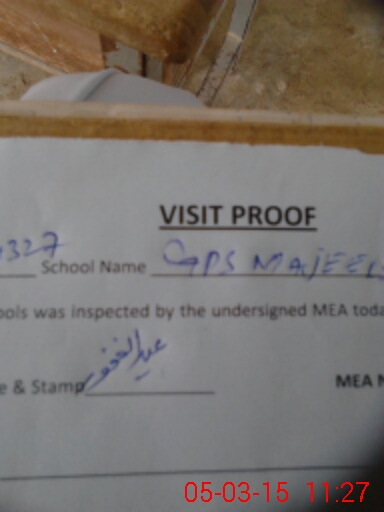 VISIT PROOF
327 School Name GPS MAJEEL
ools was inspected by the undersigned MEA toda
عبدالغفور
e & Stamp MEA N
05-03-15 11:27